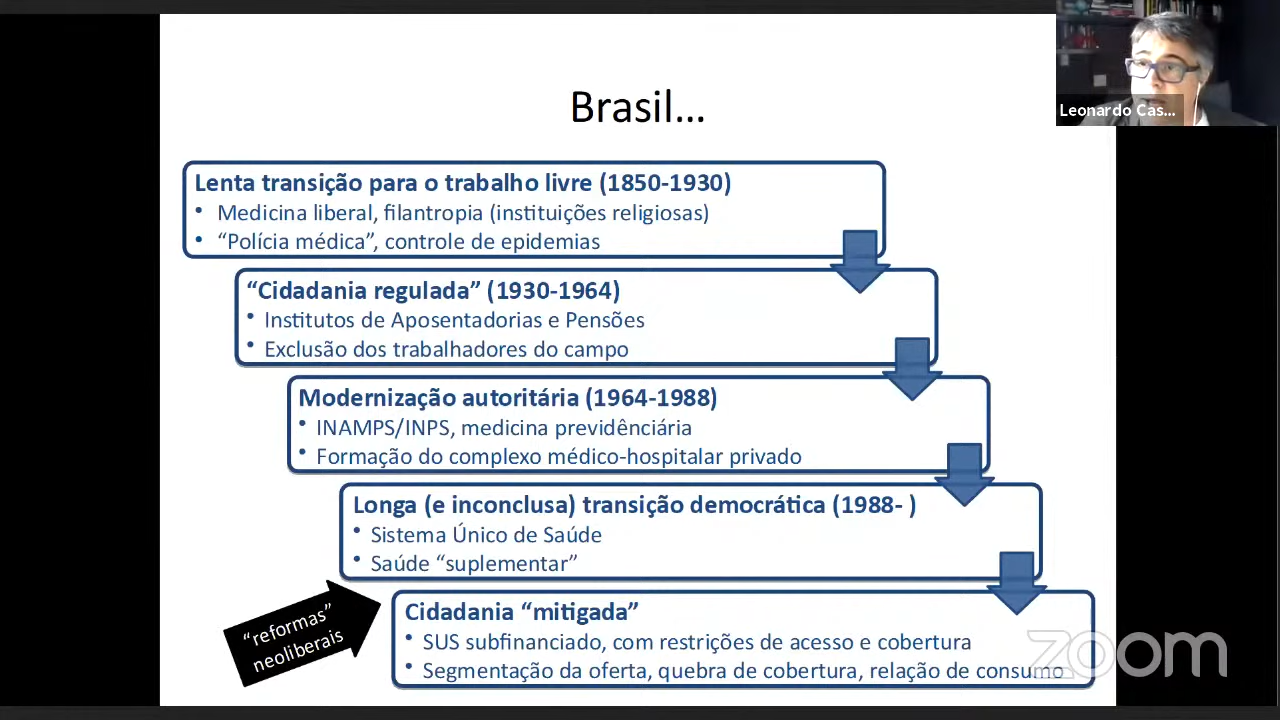 Brasil...
Leonardo Cas...
Lenta transição para o trabalho livre (1850-1930)
• Medicina liberal, filantropia (instituições religiosas)
• “Polícia médica”, controle de epidemias
“Cidadania regulada” (1930-1964)
• Institutos de Aposentadorias e Pensões
• Exclusão dos trabalhadores do campo
Modernização autoritária (1964-1988)
• INAMPS/INPS, medicina previdênciária
• Formação do complexo médico-hospitalar privado
Longa (e inconclusa) transição democrática (1988- )
• Sistema Único de Saúde
• Saúde “suplementar”
“reformas”
neoliberais
Cidadania “mitigada”
• SUS subfinanciado, com restrições de acesso e cobertura
• Segmentação da oferta, quebra de cobertura, relação de consumo
zoom